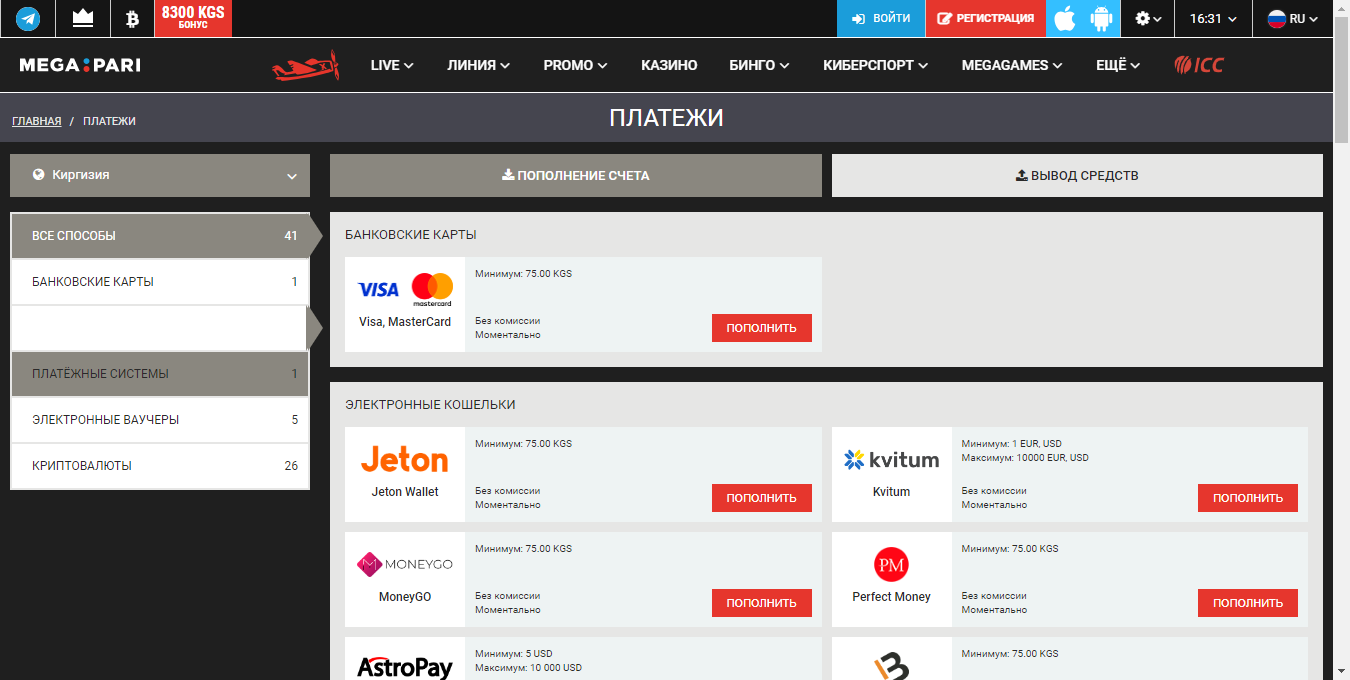 8300 KGS
БОНУС
ВОЙТИ
РЕГИСТРАЦИЯ
16:31
RU
MEGA PARI
LIVE
ЛИНИЯ
PROMO
КАЗИНО
БИНГО
КИБЕРСПОРТ
MEGAGAMES
ЕЩЁ
ICC
ГЛАВНАЯ / ПЛАТЕЖИ
ПЛАТЕЖИ
Киргизия
ПОПОЛНЕНИЕ СЧЕТА
ВЫВОД СРЕДСТВ
ВСЕ СПОСОБЫ 41
БАНКОВСКИЕ КАРТЫ 1
ПЛАТЁЖНЫЕ СИСТЕМЫ 1
ЭЛЕКТРОННЫЕ ВАУЧЕРЫ 5
КРИПТОВАЛЮТЫ 26
БАНКОВСКИЕ КАРТЫ
VISA
mastercard
Visa, MasterCard
Минимум: 75.00 KGS
Без комиссии
Моментально
ПОПОЛНИТЬ
ЭЛЕКТРОННЫЕ КОШЕЛЬКИ
Jeton
Jeton Wallet
Минимум: 75.00 KGS
Без комиссии
Моментально
ПОПОЛНИТЬ
kvitum
Kvitum
Минимум: 1 EUR, USD
Максимум: 10000 EUR, USD
Без комиссии
Моментально
ПОПОЛНИТЬ
MONEYGO
MoneyGO
Минимум: 75.00 KGS
Без комиссии
Моментально
ПОПОЛНИТЬ
PM
Perfect Money
Минимум: 75.00 KGS
Без комиссии
Моментально
ПОПОЛНИТЬ
AstroPay
Минимум: 5 USD
Максимум: 10 000 USD
Минимум: 75.00 KGS